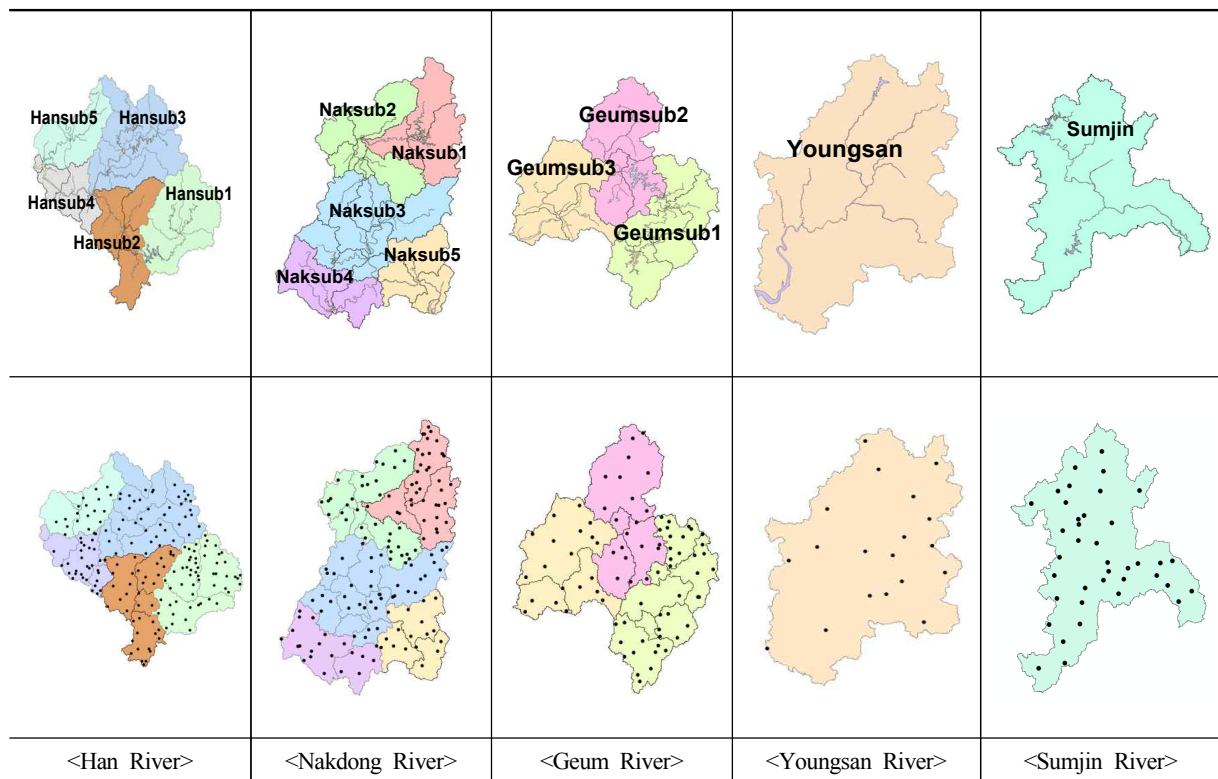 Hansub5
Hansub3
Hansub4
Hansub1
Hansub2
Naksub2
Naksub1
Naksub3
Naksub5
Naksub4
Geumsub2
Geumsub3
Geumsub1
Youngsan
Sumjin
<Han River>
<Nakdong River>
<Geum River>
<Youngsan River>
<Sumjin River>